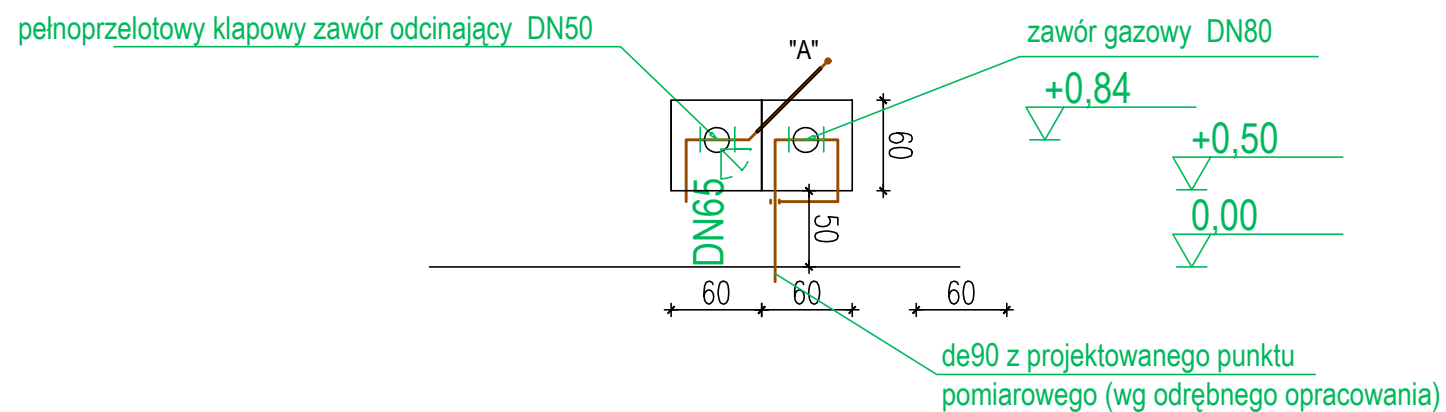 pełnoprzelotowy klapowy zawór odcinający DN50
"A"
zawór gazowy DN80
+0,84
+0,50
0,00
60
50
DN65
60
60
60
de90 z projektowanego punktu
pomiarowego (wg odrębnego opracowania)